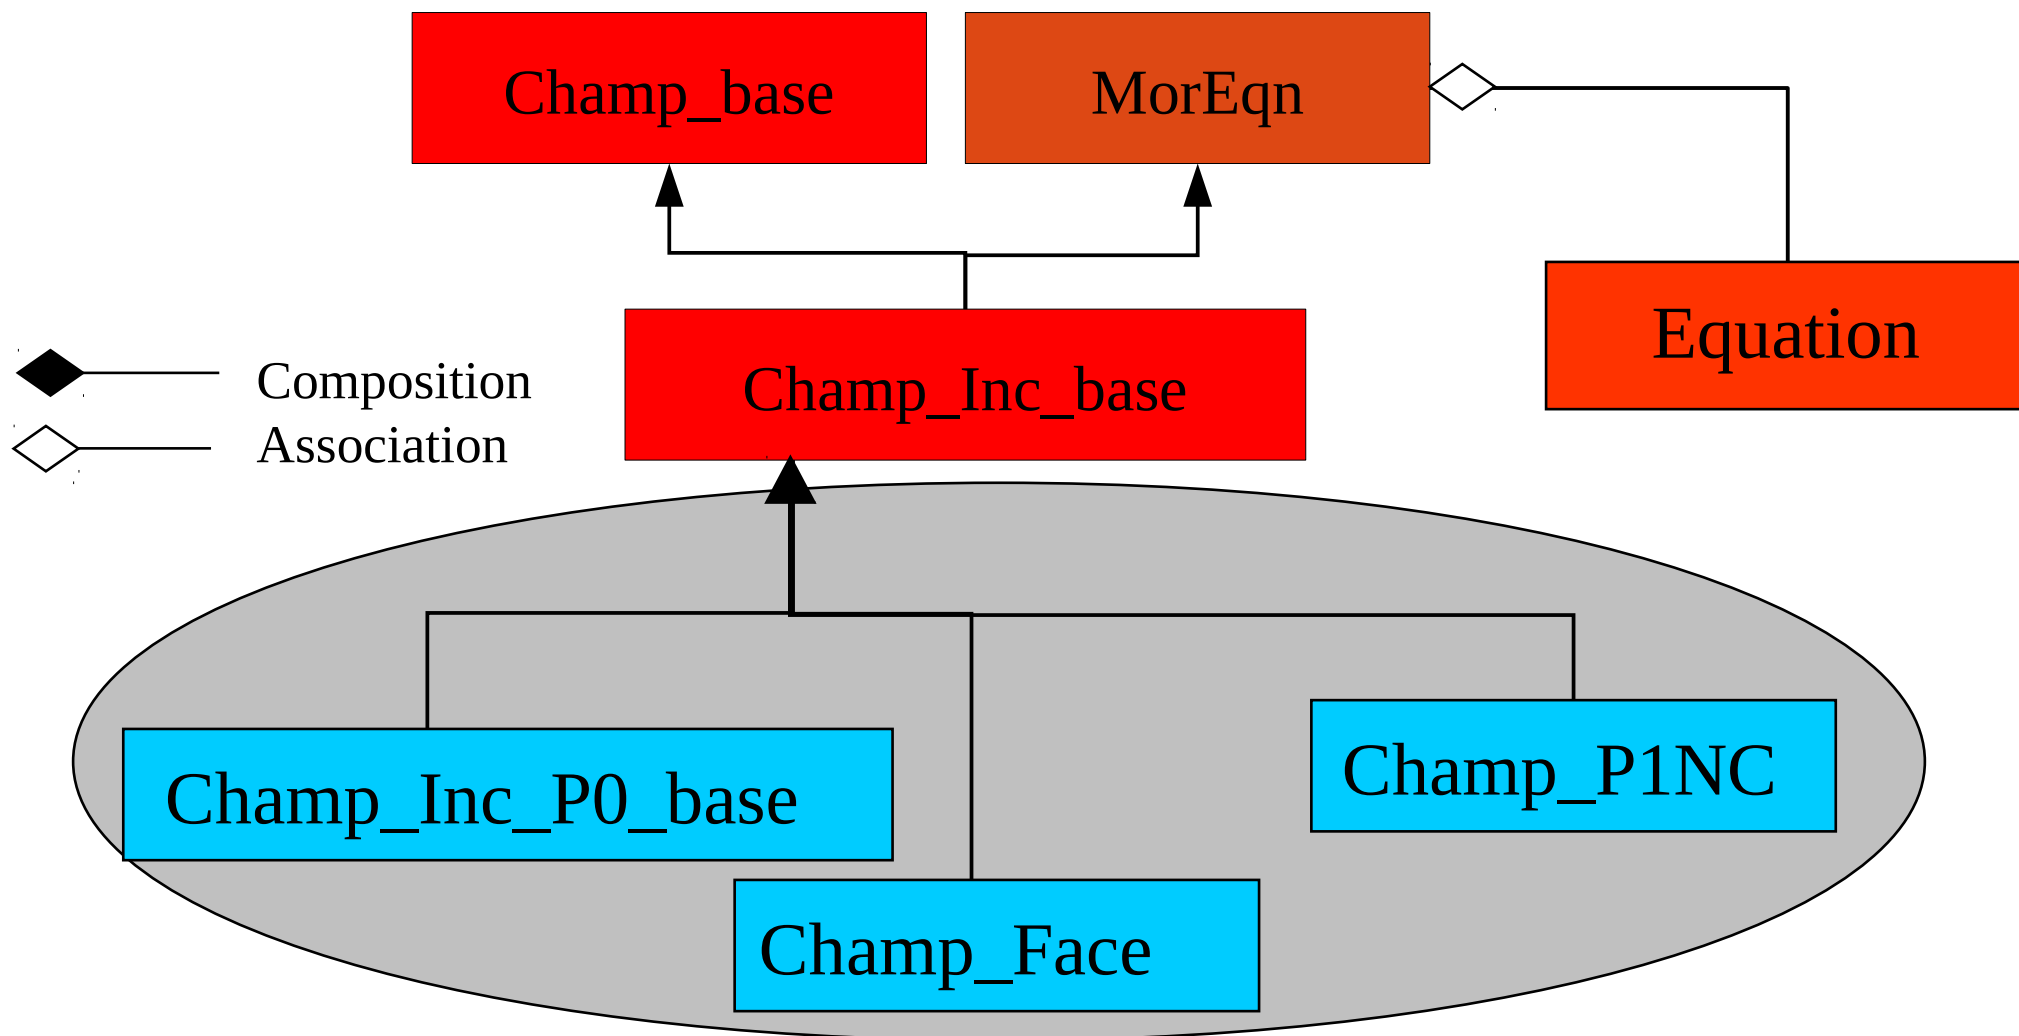 Champ_base
MorEqn
Equation
Champ_Inc_base
Composition
Association
Champ_P1NC
Champ_Inc_P0_base
Champ_Face